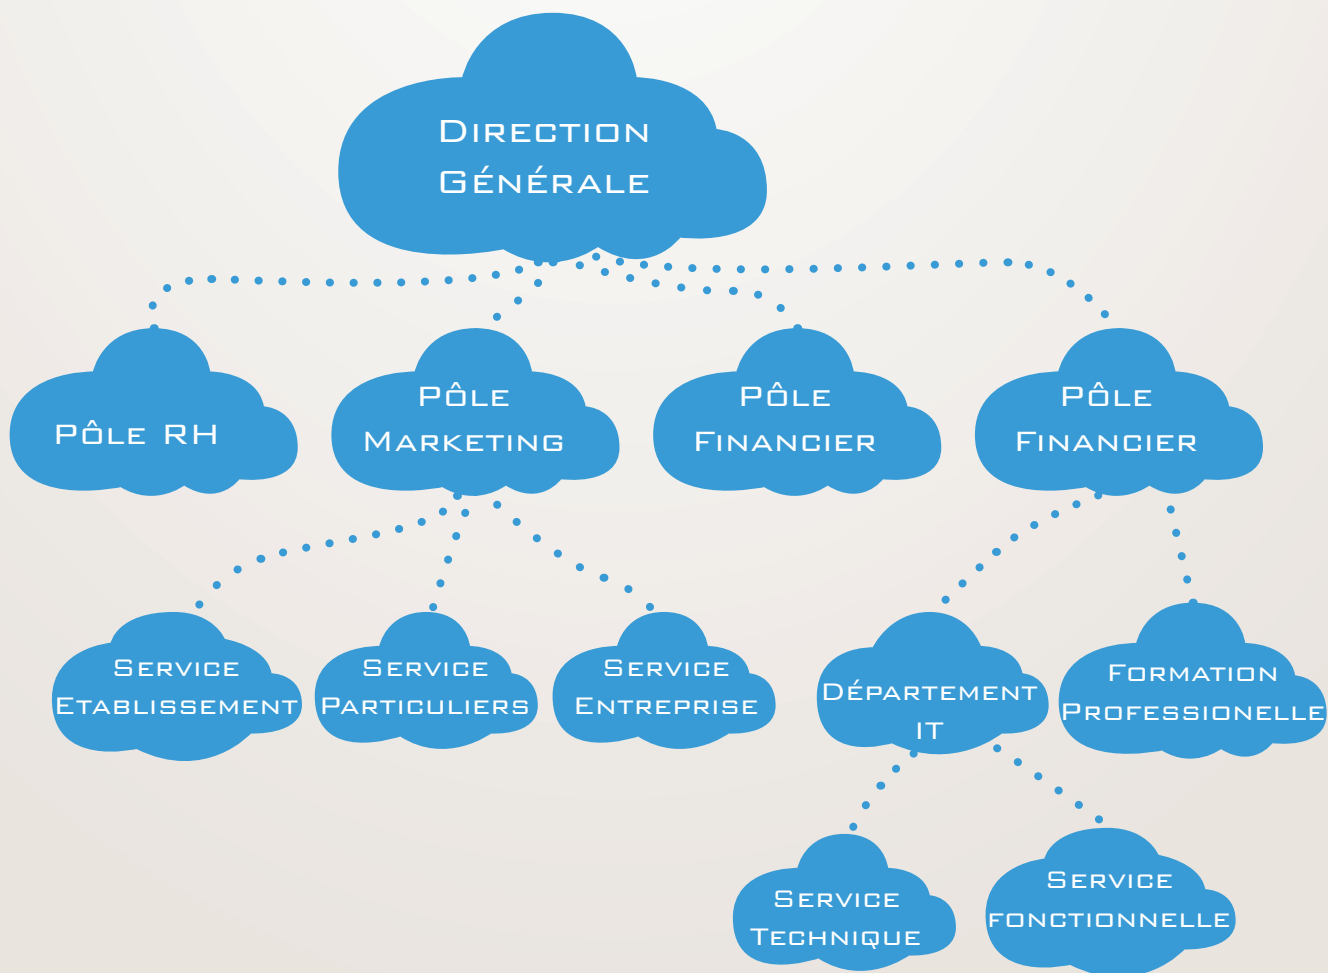 Direction
Générale
Pôle RH
Pôle
Marketing
Pôle
Financier
Pôle
Financier
Service
Etablissement
Service
Particuliers
Service
Entreprise
Département
IT
Formation
Professionelle
Service
Technique
Service
fonctionnelle